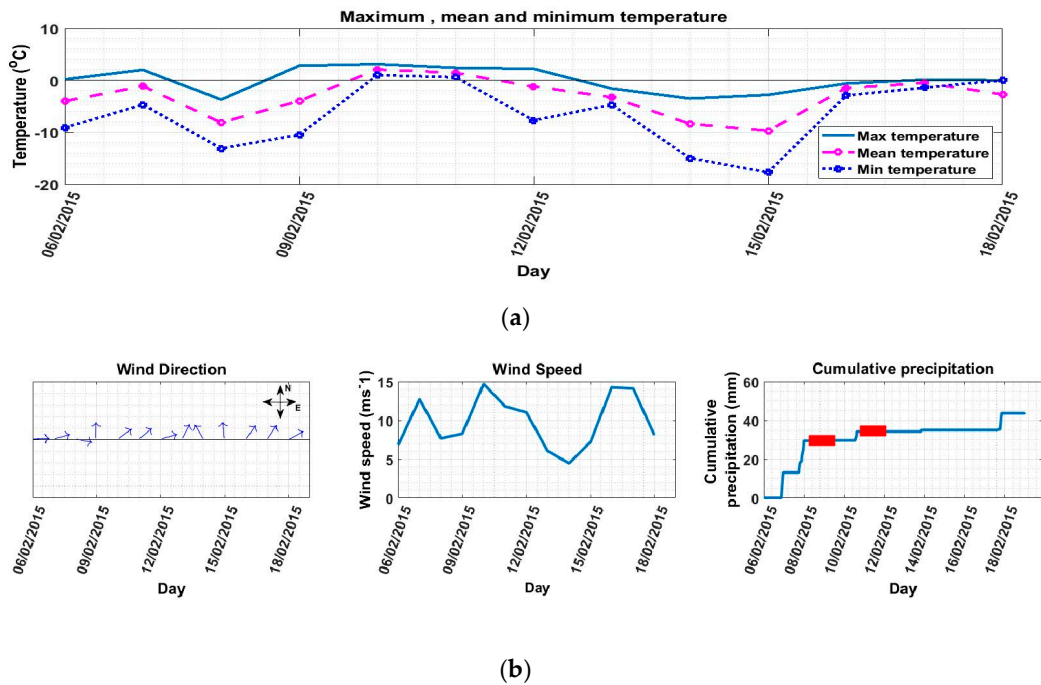 Maximum , mean and minimum temperature
Temperature (°C)
10
0
-10
-20
Max temperature
Mean temperature
Min temperature
06/02/2015
09/02/2015
12/02/2015
15/02/2015
18/02/2015
Day
(a)
Wind Direction
N
E
06/02/2015
09/02/2015
12/02/2015
15/02/2015
18/02/2015
Day
Wind Speed
Wind speed (ms⁻¹)
15
10
5
0
06/02/2015
09/02/2015
12/02/2015
15/02/2015
18/02/2015
Day
Cumulative precipitation
Cumulative
precipitation (mm)
60
40
20
0
06/02/2015
08/02/2015
10/02/2015
12/02/2015
14/02/2015
16/02/2015
18/02/2015
Day
(b)